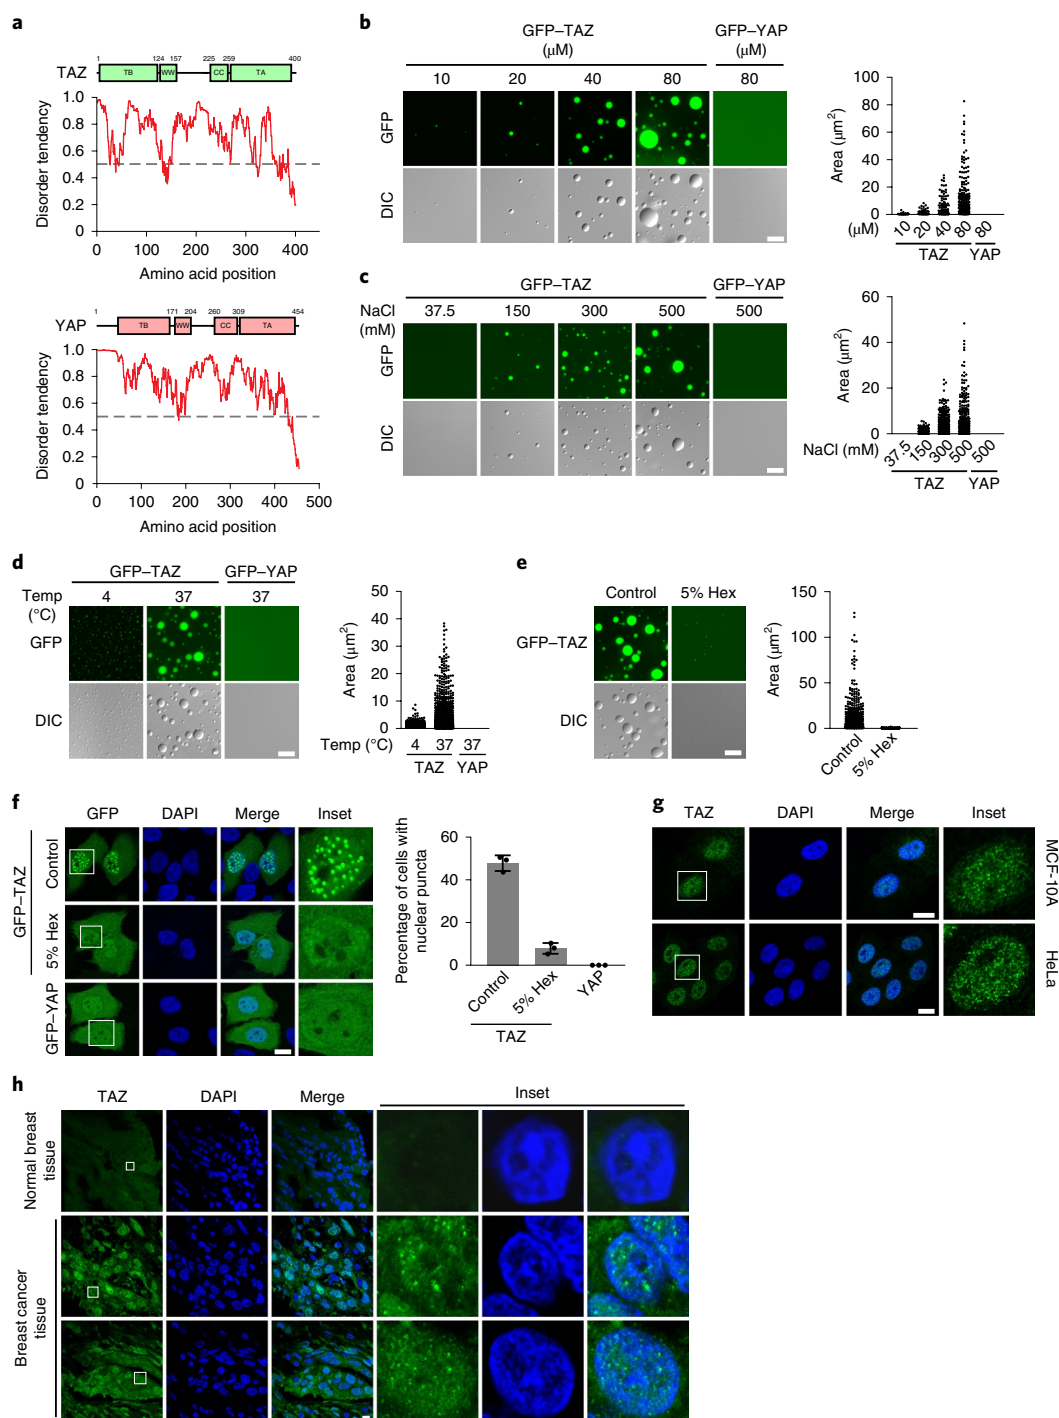 a
1 124 157 225 259 400
TAZ TB WW CC TA
1.0
0.8
0.6
0.4
0.2
0
Disorder tendency
0 100 200 300 400
Amino acid position
1 171 204 260 309 454
YAP TB WW CC TA
1.0
0.8
0.6
0.4
0.2
0
Disorder tendency
0 100 200 300 400 500
Amino acid position
b
GFP–TAZ (μM) GFP–YAP (μM)
10 20 40 80 80
GFP
DIC
100
80
60
40
20
0
Area (μm2)
(μM) 10 20 40 80 80
TAZ YAP
c
GFP–TAZ GFP–YAP
NaCl (mM) 37.5 150 300 500 500
GFP
DIC
60
40
20
0
Area (μm2)
NaCl (mM) 37.5 150 300 500 500
TAZ YAP
d
GFP–TAZ GFP–YAP
Temp (°C) 4 37 37
GFP
DIC
50
40
30
20
10
0
Area (μm2)
Temp (°C) 4 37 37
TAZ YAP
e
Control 5% Hex
GFP–TAZ
DIC
150
100
50
0
Area (μm2)
Control 5% Hex
f
GFP DAPI Merge Inset
GFP–TAZ
Control
5% Hex
GFP–YAP
60
40
20
0
Percentage of cells with
nuclear puncta
Control 5% Hex YAP
TAZ
g
TAZ DAPI Merge Inset
MCF-10A
HeLa
h
TAZ DAPI Merge Inset
Normal breast
tissue
Breast cancer
tissue